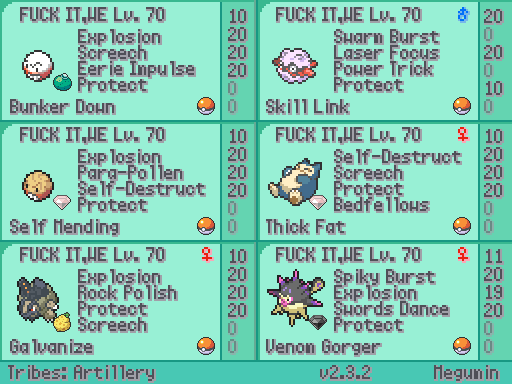 FUCK IT,WE Lv. 70
Explosion
Screech
Eerie Impulse
Protect
Bunker Down
10
20
20
20
0
0
FUCK IT,WE Lv. 70
Swarm Burst
Laser Focus
Power Trick
Protect
Skill Link
20
0
20
0
10
0
FUCK IT,WE Lv. 70
Explosion
Para-Pollen
Self-Destruct
Protect
Self Mending
10
20
20
20
0
0
FUCK IT,WE Lv. 70
Self-Destruct
Screech
Protect
Bedfellows
Thick Fat
10
20
20
20
0
0
FUCK IT,WE Lv. 70
Explosion
Rock Polish
Protect
Screech
Galvanize
10
20
20
20
0
0
FUCK IT,WE Lv. 70
Spiky Burst
Explosion
Swords Dance
Protect
Venom Gorger
11
20
19
20
0
0
Tribes: Artillery
v2.3.2
Megumin